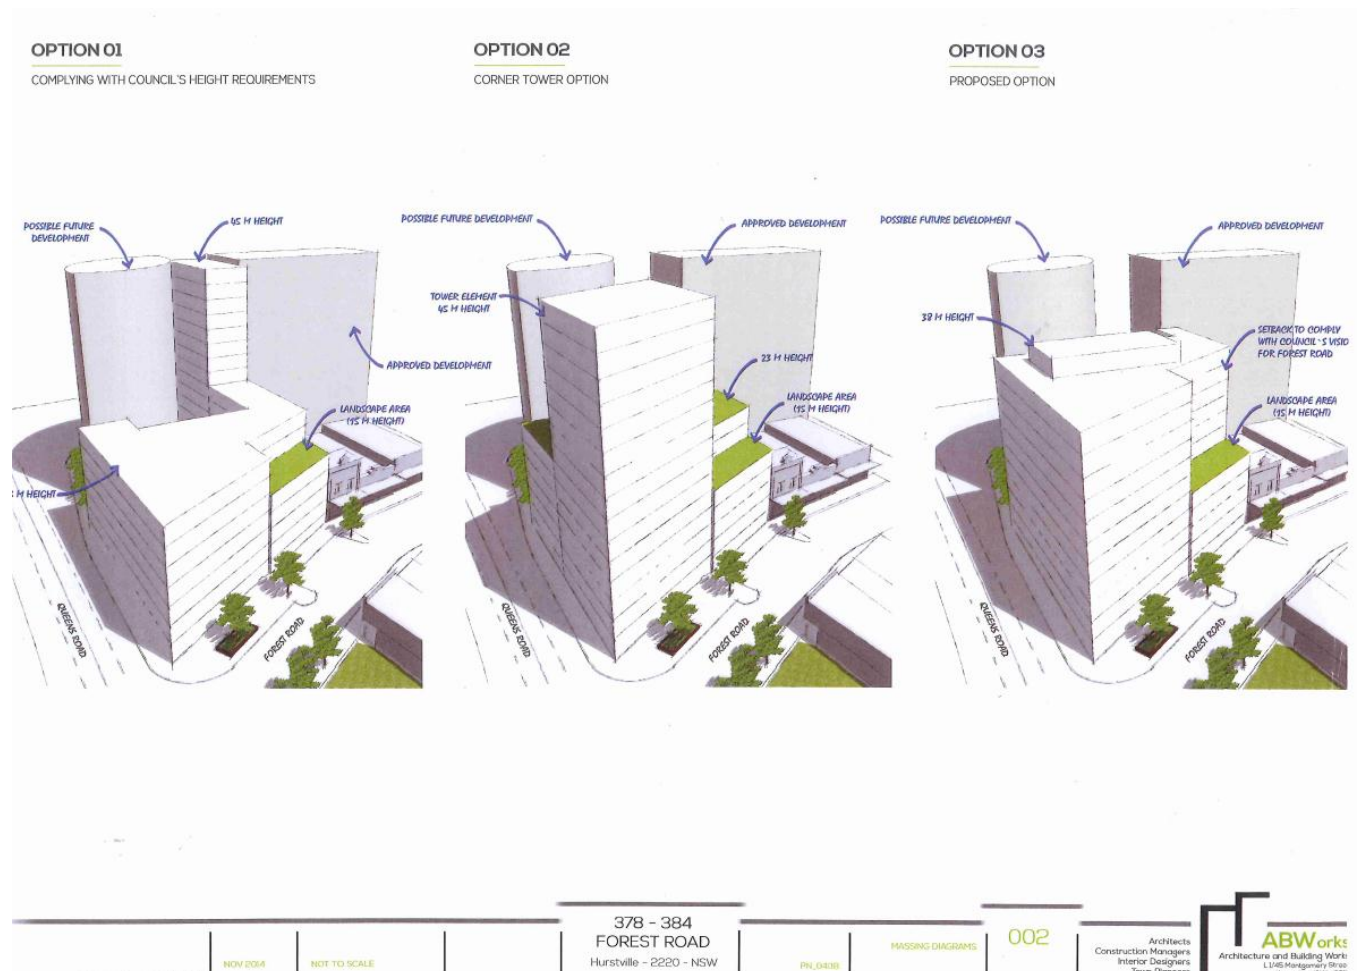 OPTION 01
COMPLYING WITH COUNCIL'S HEIGHT REQUIREMENTS
POSSIBLE FUTURE
DEVELOPMENT
45 M HEIGHT
APPROVED DEVELOPMENT
LANDSCAPE AREA
(15 M HEIGHT)
M HEIGHT
QUEENS ROAD
FOREST ROAD
OPTION 02
CORNER TOWER OPTION
POSSIBLE FUTURE DEVELOPMENT
APPROVED DEVELOPMENT
TOWER ELEMENT
45 M HEIGHT
23 M HEIGHT
LANDSCAPE AREA
(15 M HEIGHT)
QUEENS ROAD
FOREST ROAD
OPTION 03
PROPOSED OPTION
POSSIBLE FUTURE DEVELOPMENT
APPROVED DEVELOPMENT
38 M HEIGHT
SETBACK TO COMPLY
WITH COUNCIL'S VISIO
FOR FOREST ROAD
LANDSCAPE AREA
(15 M HEIGHT)
QUEENS ROAD
FOREST ROAD
NOV 2014
NOT TO SCALE
378 - 384
FOREST ROAD
Hurstville - 2220 - NSW
PN_0408
MASSING DIAGRAMS
002
Architects
Construction Managers
Interior Designers
ABWorks
Architecture and Building Works
L1/45 Montgomery